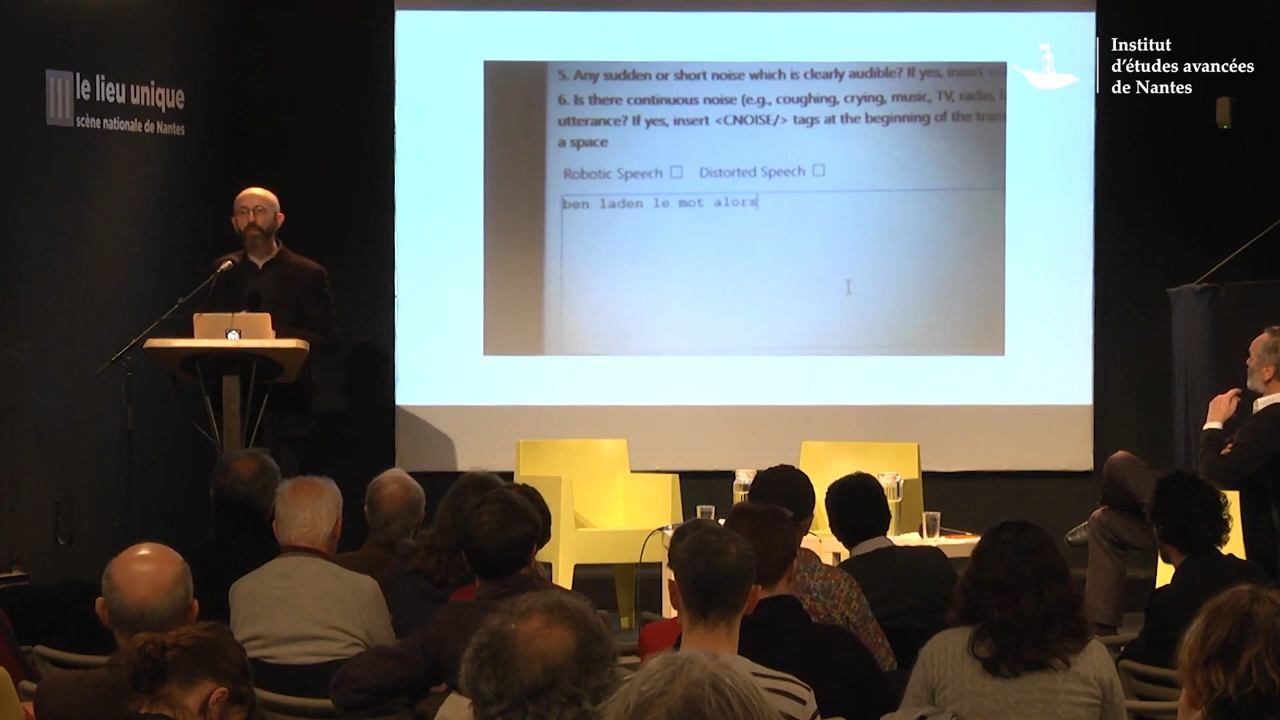 le lieu unique
scène nationale de Nantes
5. Any sudden or short noise which is clearly audible? If yes, insert
6. Is there continuous noise (e.g., coughing, crying, music, TV, radio,
utterance? If yes, insert <CNOISE/> tags at the beginning of the
a space
Robotic Speech
Distorted Speech
ben laden le mot alors
Institut
d'études avancées
de Nantes